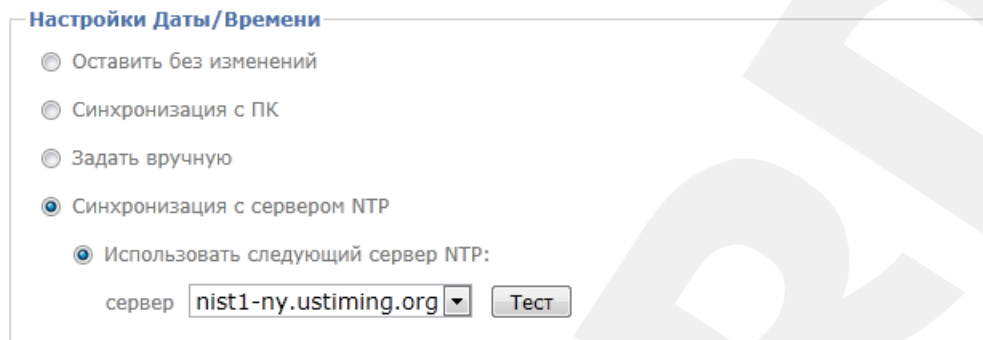 Настройки Даты/Времени
Оставить без изменений
Синхронизация с ПК
Задать вручную
Синхронизация с сервером NTP
Использовать следующий сервер NTP:
сервер nist1-ny.ustiming.org Тест